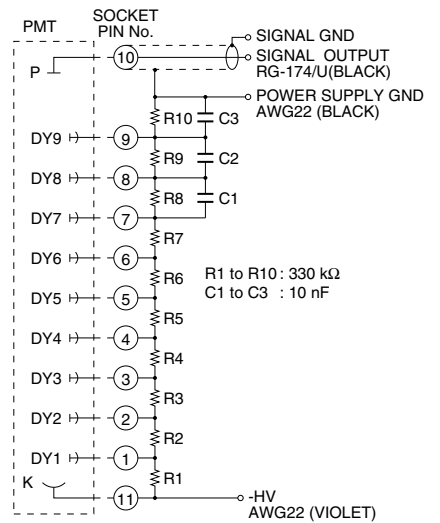 SOCKET
PIN No.
PMT
SIGNAL GND
10
SIGNAL OUTPUT
RG-174/U(BLACK)
P
POWER SUPPLY GND
AWG22 (BLACK)
R10 C3
DY9 9
R9 C2
DY8 8
R8 C1
DY7 7
R7
DY6 6
R6
R1 to R10 : 330 kΩ
C1 to C3 : 10 nF
DY5 5
R5
DY4 4
R4
DY3 3
R3
DY2 2
R2
DY1 1
R1
K
11
-HV
AWG22 (VIOLET)